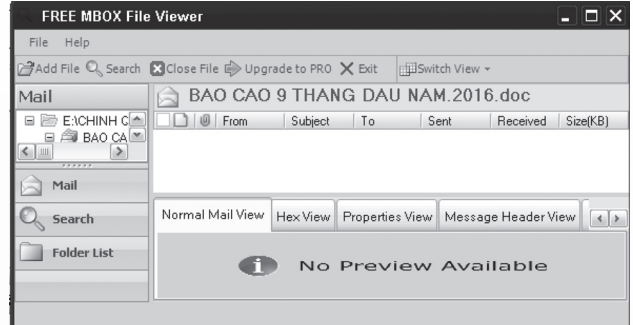 FREE MBOX File Viewer
File Help
Add File Search Close File Upgrade to PRO Exit Switch View
Mail
BAO CAO 9 THANG DAU NAM.2016.doc
E:\CHINH C
BAO CA
From Subject To Sent Received Size(KB)
Mail
Search
Folder List
Normal Mail View Hex View Properties View Message Header View
No Preview Available